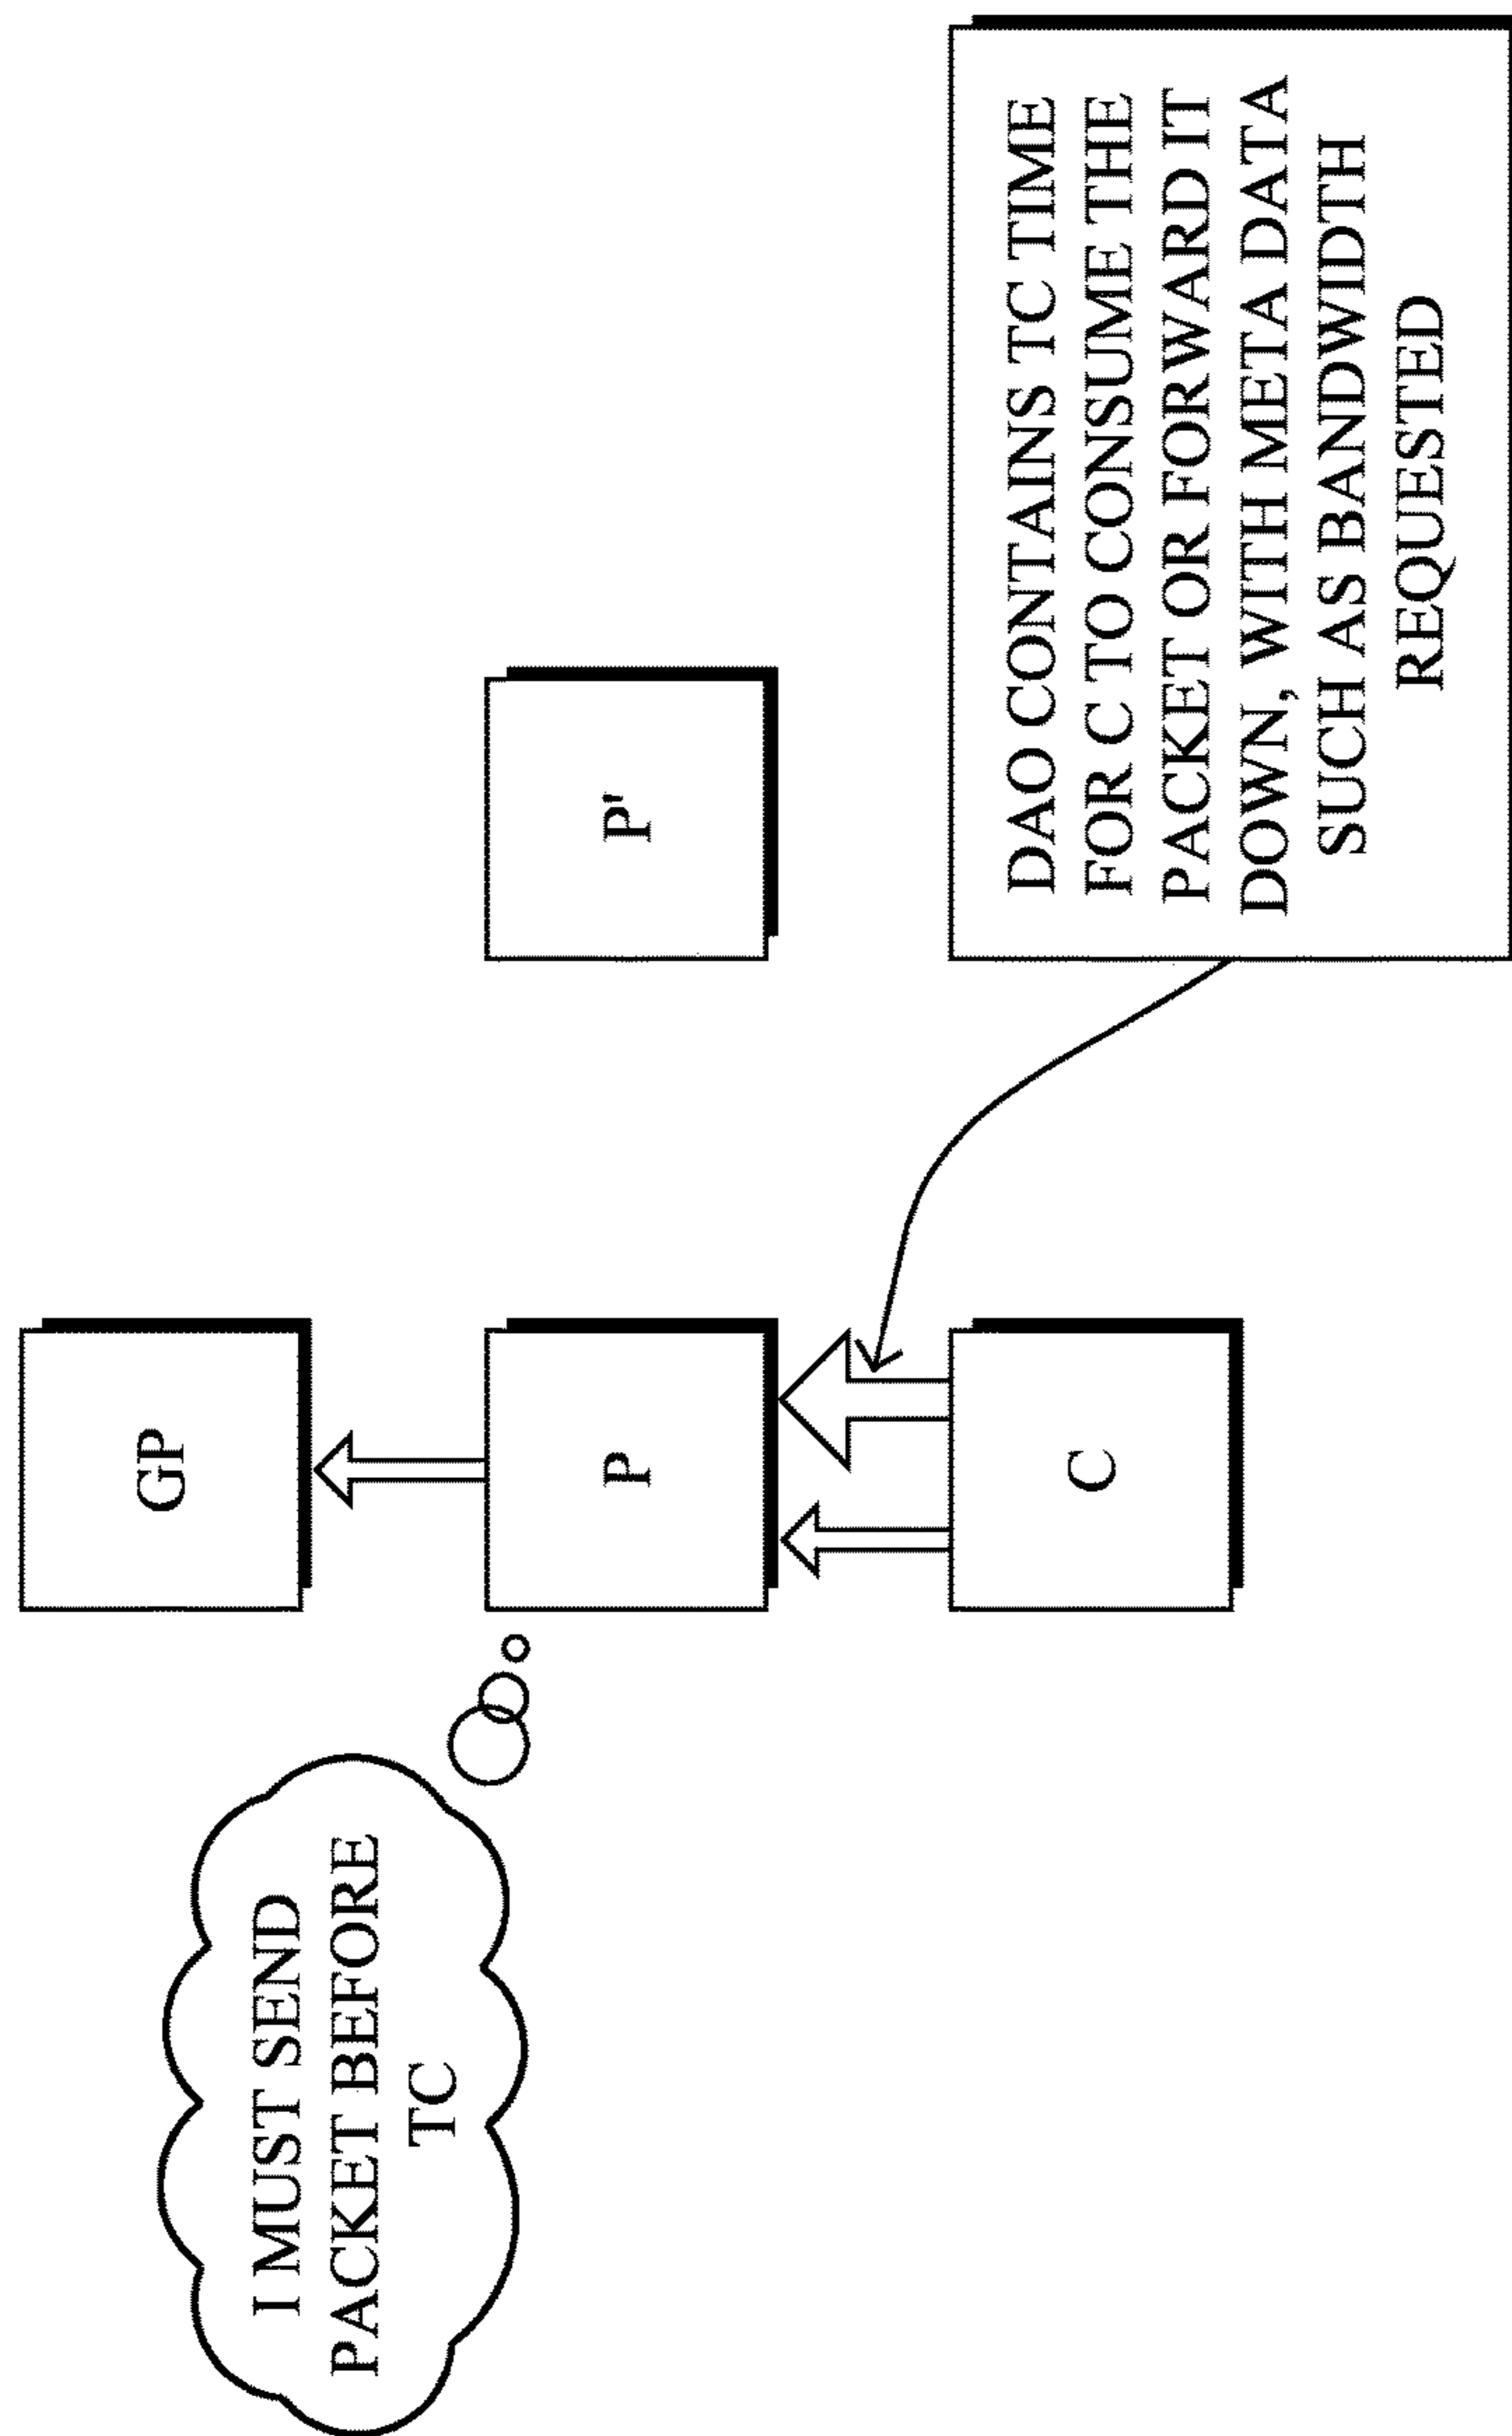 GP
I MUST SEND
PACKET BEFORE
TC
P
P'
C
DAO CONTAINS TC TIME
FOR C TO CONSUME THE
PACKET OR FORWARD IT
DOWN, WITH META DATA
SUCH AS BANDWIDTH
REQUESTED